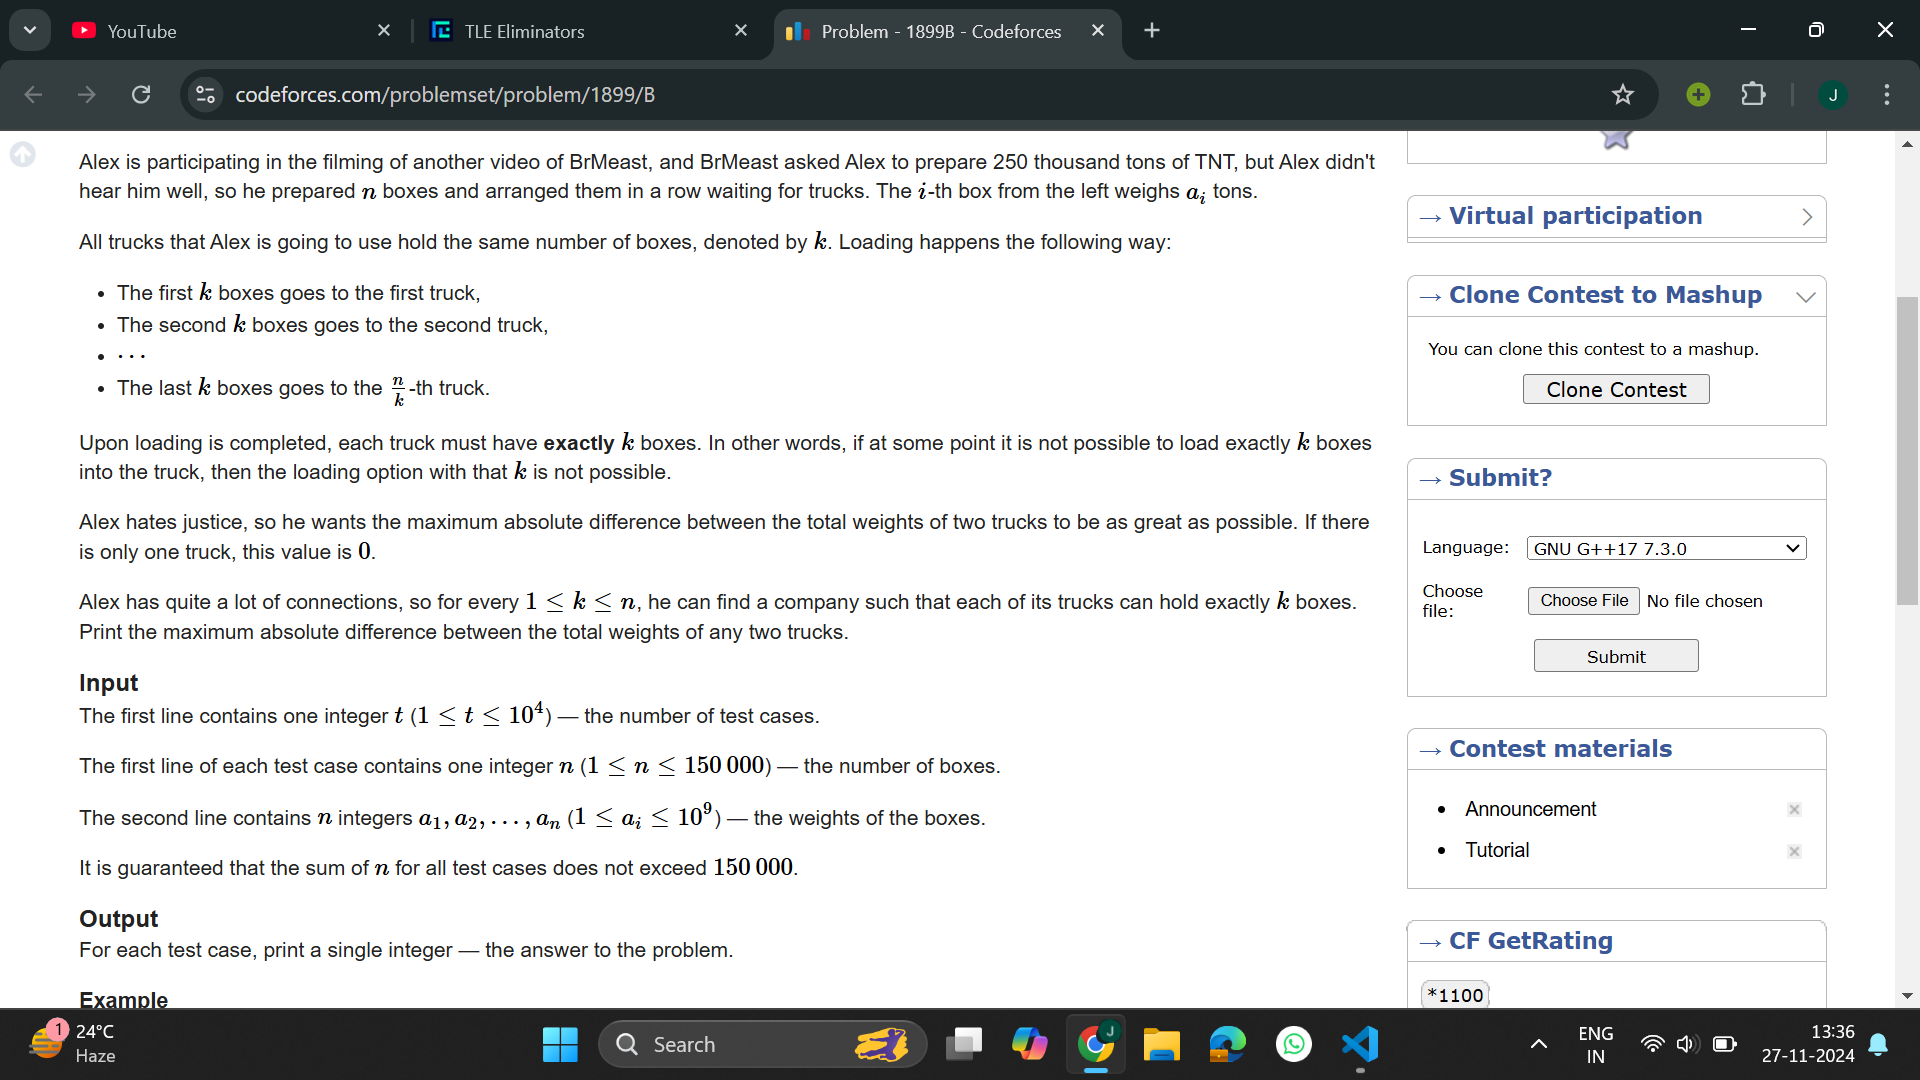 YouTube
TLE Eliminators
Problem - 1899B - Codeforces
codeforces.com/problemset/problem/1899/B
J
Alex is participating in the filming of another video of BrMeast, and BrMeast asked Alex to prepare 250 thousand tons of TNT, but Alex didn't
hear him well, so he prepared n boxes and arranged them in a row waiting for trucks. The i-th box from the left weighs a_i tons.
All trucks that Alex is going to use hold the same number of boxes, denoted by k. Loading happens the following way:
• The first k boxes goes to the first truck,
• The second k boxes goes to the second truck,
• ⋯
• The last k boxes goes to the n/k-th truck.
Upon loading is completed, each truck must have exactly k boxes. In other words, if at some point it is not possible to load exactly k boxes
into the truck, then the loading option with that k is not possible.
Alex hates justice, so he wants the maximum absolute difference between the total weights of two trucks to be as great as possible. If there
is only one truck, this value is 0.
Alex has quite a lot of connections, so for every 1 ≤ k ≤ n, he can find a company such that each of its trucks can hold exactly k boxes.
Print the maximum absolute difference between the total weights of any two trucks.
Input
The first line contains one integer t (1 ≤ t ≤ 10^4) — the number of test cases.
The first line of each test case contains one integer n (1 ≤ n ≤ 150 000) — the number of boxes.
The second line contains n integers a_1, a_2, . . . , a_n (1 ≤ a_i ≤ 10^9) — the weights of the boxes.
It is guaranteed that the sum of n for all test cases does not exceed 150 000.
Output
For each test case, print a single integer — the answer to the problem.
Example
→ Virtual participation
→ Clone Contest to Mashup
You can clone this contest to a mashup.
Clone Contest
→ Submit?
Language: GNU G++17 7.3.0
Choose
file:
Choose File No file chosen
Submit
→ Contest materials
• Announcement
• Tutorial
→ CF GetRating
*1100
1
24°C
Haze
Search
J
ENG
IN
13:36
27-11-2024